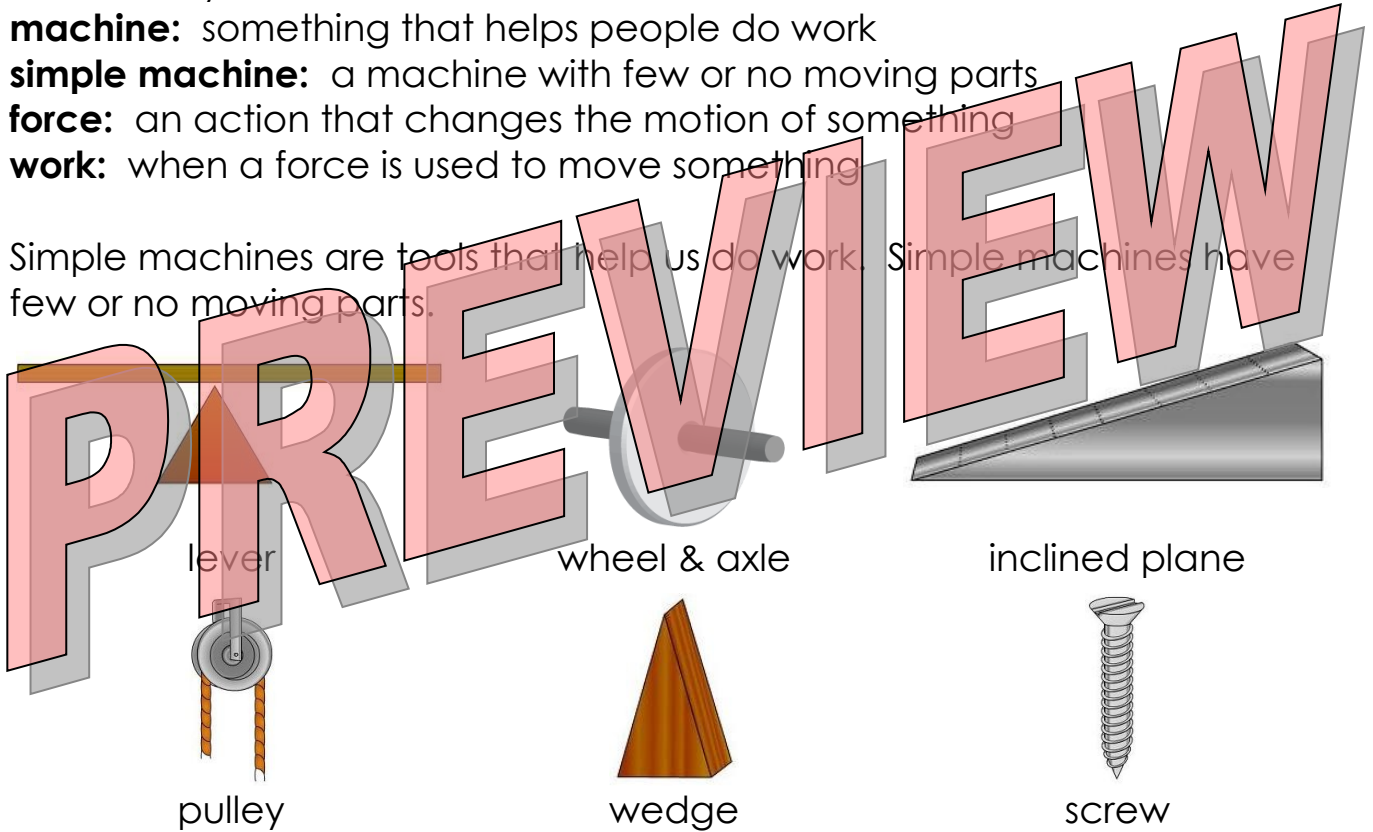 machine: something that helps people do work
simple machine: a machine with few or no moving parts
force: an action that changes the motion of something
work: when a force is used to move something
Simple machines are tools that help us do work. Simple machines have
few or no moving parts.
PREVIEW
lever wheel & axle inclined plane
pulley wedge screw